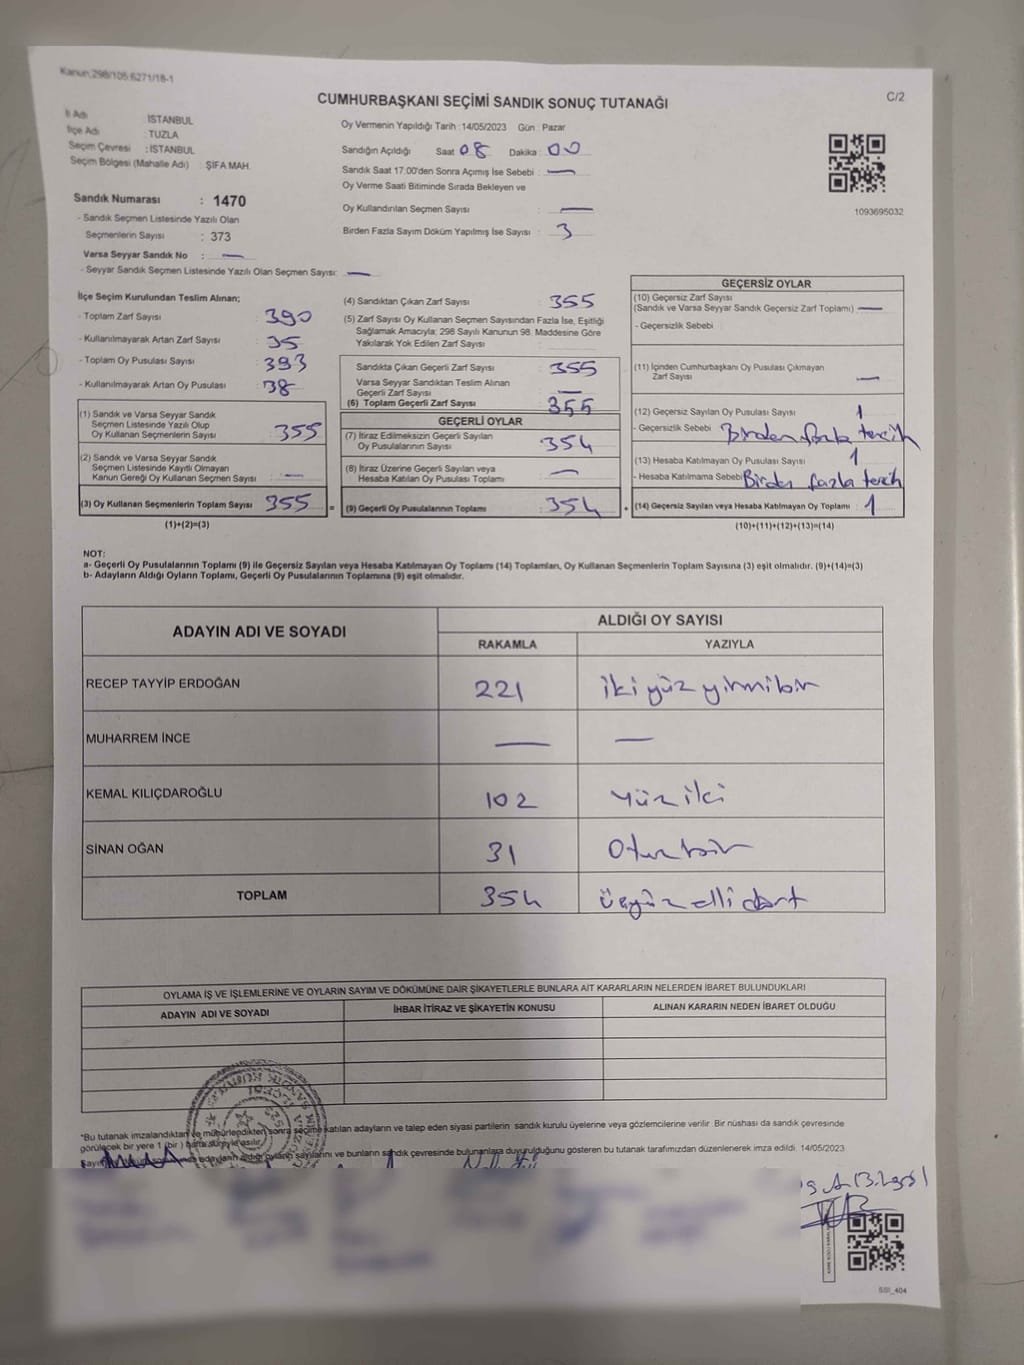 Kanun:298/105:6271/18-1
C/2
CUMHURBAŞKANI SEÇİMİ SANDIK SONUÇ TUTANAĞI
İl Adı : İSTANBUL
İlçe Adı : TUZLA
Seçim Çevresi : İSTANBUL
Seçim Bölgesi (Mahalle Adı) : ŞİFA MAH.
Oy Vermenin Yapıldığı Tarih :14/05/2023 Gün : Pazar
Sandığın Açıldığı Saat 08 Dakika : 00
Sandık Saat 17:00'den Sonra Açımış İse Sebebi : —
Oy Verme Saati Bitiminde Sırada Bekleyen ve
Oy Kullandırılan Seçmen Sayısı : —
Birden Fazla Sayım Döküm Yapılmış İse Sayısı : 3
1093695032
Sandık Numarası : 1470
- Sandık Seçmen Listesinde Yazılı Olan
Seçmenlerin Sayısı : 373
Varsa Seyyar Sandık No : —
- Seyyar Sandık Seçmen Listesinde Yazılı Olan Seçmen Sayısı: —
İlçe Seçim Kurulundan Teslim Alınan;
- Toplam Zarf Sayısı : 390
- Kullanılmayarak Artan Zarf Sayısı : 35
- Toplam Oy Pusulası Sayısı : 393
- Kullanılmayarak Artan Oy Pusulası : 38
(1) Sandık ve Varsa Seyyar Sandık
Seçmen Listesinde Yazılı Olup
Oy Kullanan Seçmenlerin Sayısı : 355
(2) Sandık ve Varsa Seyyar Sandık
Seçmen Listesinde Kayıtlı Olmayan
Kanun Gereği Oy Kullanan Seçmen Sayısı : —
(3) Oy Kullanan Seçmenlerin Toplam Sayısı : 355
(1)+(2)=(3)
(4) Sandıktan Çıkan Zarf Sayısı : 355
(5) Zarf Sayısı Oy Kullanan Seçmen Sayısından Fazla İse, Eşitliği
Sağlamak Amacıyla; 298 Sayılı Kanunun 98. Maddesine Göre
Yakılarak Yok Edilen Zarf Sayısı :
Sandıkta Çıkan Geçerli Zarf Sayısı : 355
Varsa Seyyar Sandıktan Teslim Alınan
Geçerli Zarf Sayısı : —
(6) Toplam Geçerli Zarf Sayısı : 355
GEÇERLİ OYLAR
(7) İtiraz Edilmeksizin Geçerli Sayılan
Oy Pusulalarının Sayısı : 354
(8) İtiraz Üzerine Geçerli Sayılan veya
Hesaba Katılan Oy Pusulası Toplamı : —
=
(9) Geçerli Oy Pusulalarının Toplamı : 354
+
GEÇERSİZ OYLAR
(10) Geçersiz Zarf Sayısı
(Sandık ve Varsa Seyyar Sandık Geçersiz Zarf Toplamı) : —
- Geçersizlik Sebebi
(11) İçinden Cumhurbaşkanı Oy Pusulası Çıkmayan
Zarf Sayısı : —
(12) Geçersiz Sayılan Oy Pusulası Sayısı : 1
- Geçersizlik Sebebi : Birden fazla tercih
(13) Hesaba Katılmayan Oy Pusulası Sayısı : 1
- Hesaba Katılmama Sebebi : Birden fazla tercih
(14) Geçersiz Sayılan veya Hesaba Katılmayan Oy Toplamı : 1
(10)+(11)+(12)+(13)=(14)
NOT:
a- Geçerli Oy Pusulalarının Toplamı (9) ile Geçersiz Sayılan veya Hesaba Katılmayan Oy Toplamı (14) Toplamları, Oy Kullanan Seçmenlerin Toplam Sayısına (3) eşit olmalıdır. (9)+(14)=(3)
b- Adayların Aldığı Oyların Toplamı, Geçerli Oy Pusulalarının Toplamına (9) eşit olmalıdır.
ADAYIN ADI VE SOYADI
ALDIĞI OY SAYISI
RAKAMLA YAZIYLA
RECEP TAYYİP ERDOĞAN 221 ikiyüzyirmibir
MUHARREM İNCE — —
KEMAL KILIÇDAROĞLU 102 Yüziki
SİNAN OĞAN 31 Otuzbir
TOPLAM 354 üçyüzellidört
OYLAMA İŞ VE İŞLEMLERİNE VE OYLARIN SAYIM VE DÖKÜMÜNE DAİR ŞİKAYETLERLE BUNLARA AİT KARARLARIN NELERDEN İBARET BULUNDUKLARI
ADAYIN ADI VE SOYADI İHBAR İTİRAZ VE ŞİKAYETİN KONUSU ALINAN KARARIN NEDEN İBARET OLDUĞU
*Bu tutanak imzalandıktan ve mühürlendikten sonra seçime katılan adayların ve talep eden siyasi partilerin sandık kurulu üyelerine veya gözlemcilerine verilir. Bir nüshası da sandık çevresinde
görülecek bir yere 1 (bir) hafta süreyle asılır.
adayların aldığı oyların sayılarını ve bunların sandık çevresinde bulunanlara duyurulduğunu gösteren bu tutanak tarafımızdan düzenlenerek imza edildi. 14/05/2023
SSI_404